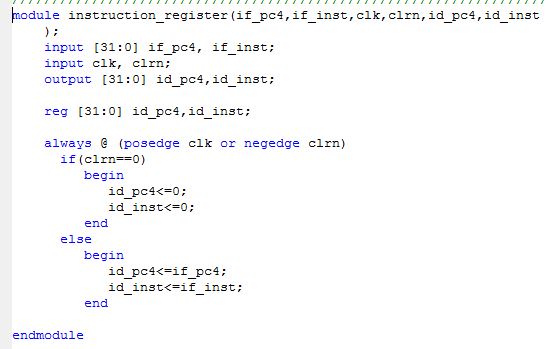 module instruction_register(if_pc4,if_inst,clk,clrn,id_pc4,id_inst
    );
    input [31:0] if_pc4, if_inst;
    input clk, clrn;
    output [31:0] id_pc4,id_inst;

    reg [31:0] id_pc4,id_inst;

    always @ (posedge clk or negedge clrn)
      if(clrn==0)
         begin
            id_pc4<=0;
            id_inst<=0;
         end
      else
         begin
            id_pc4<=if_pc4;
            id_inst<=if_inst;
         end

endmodule